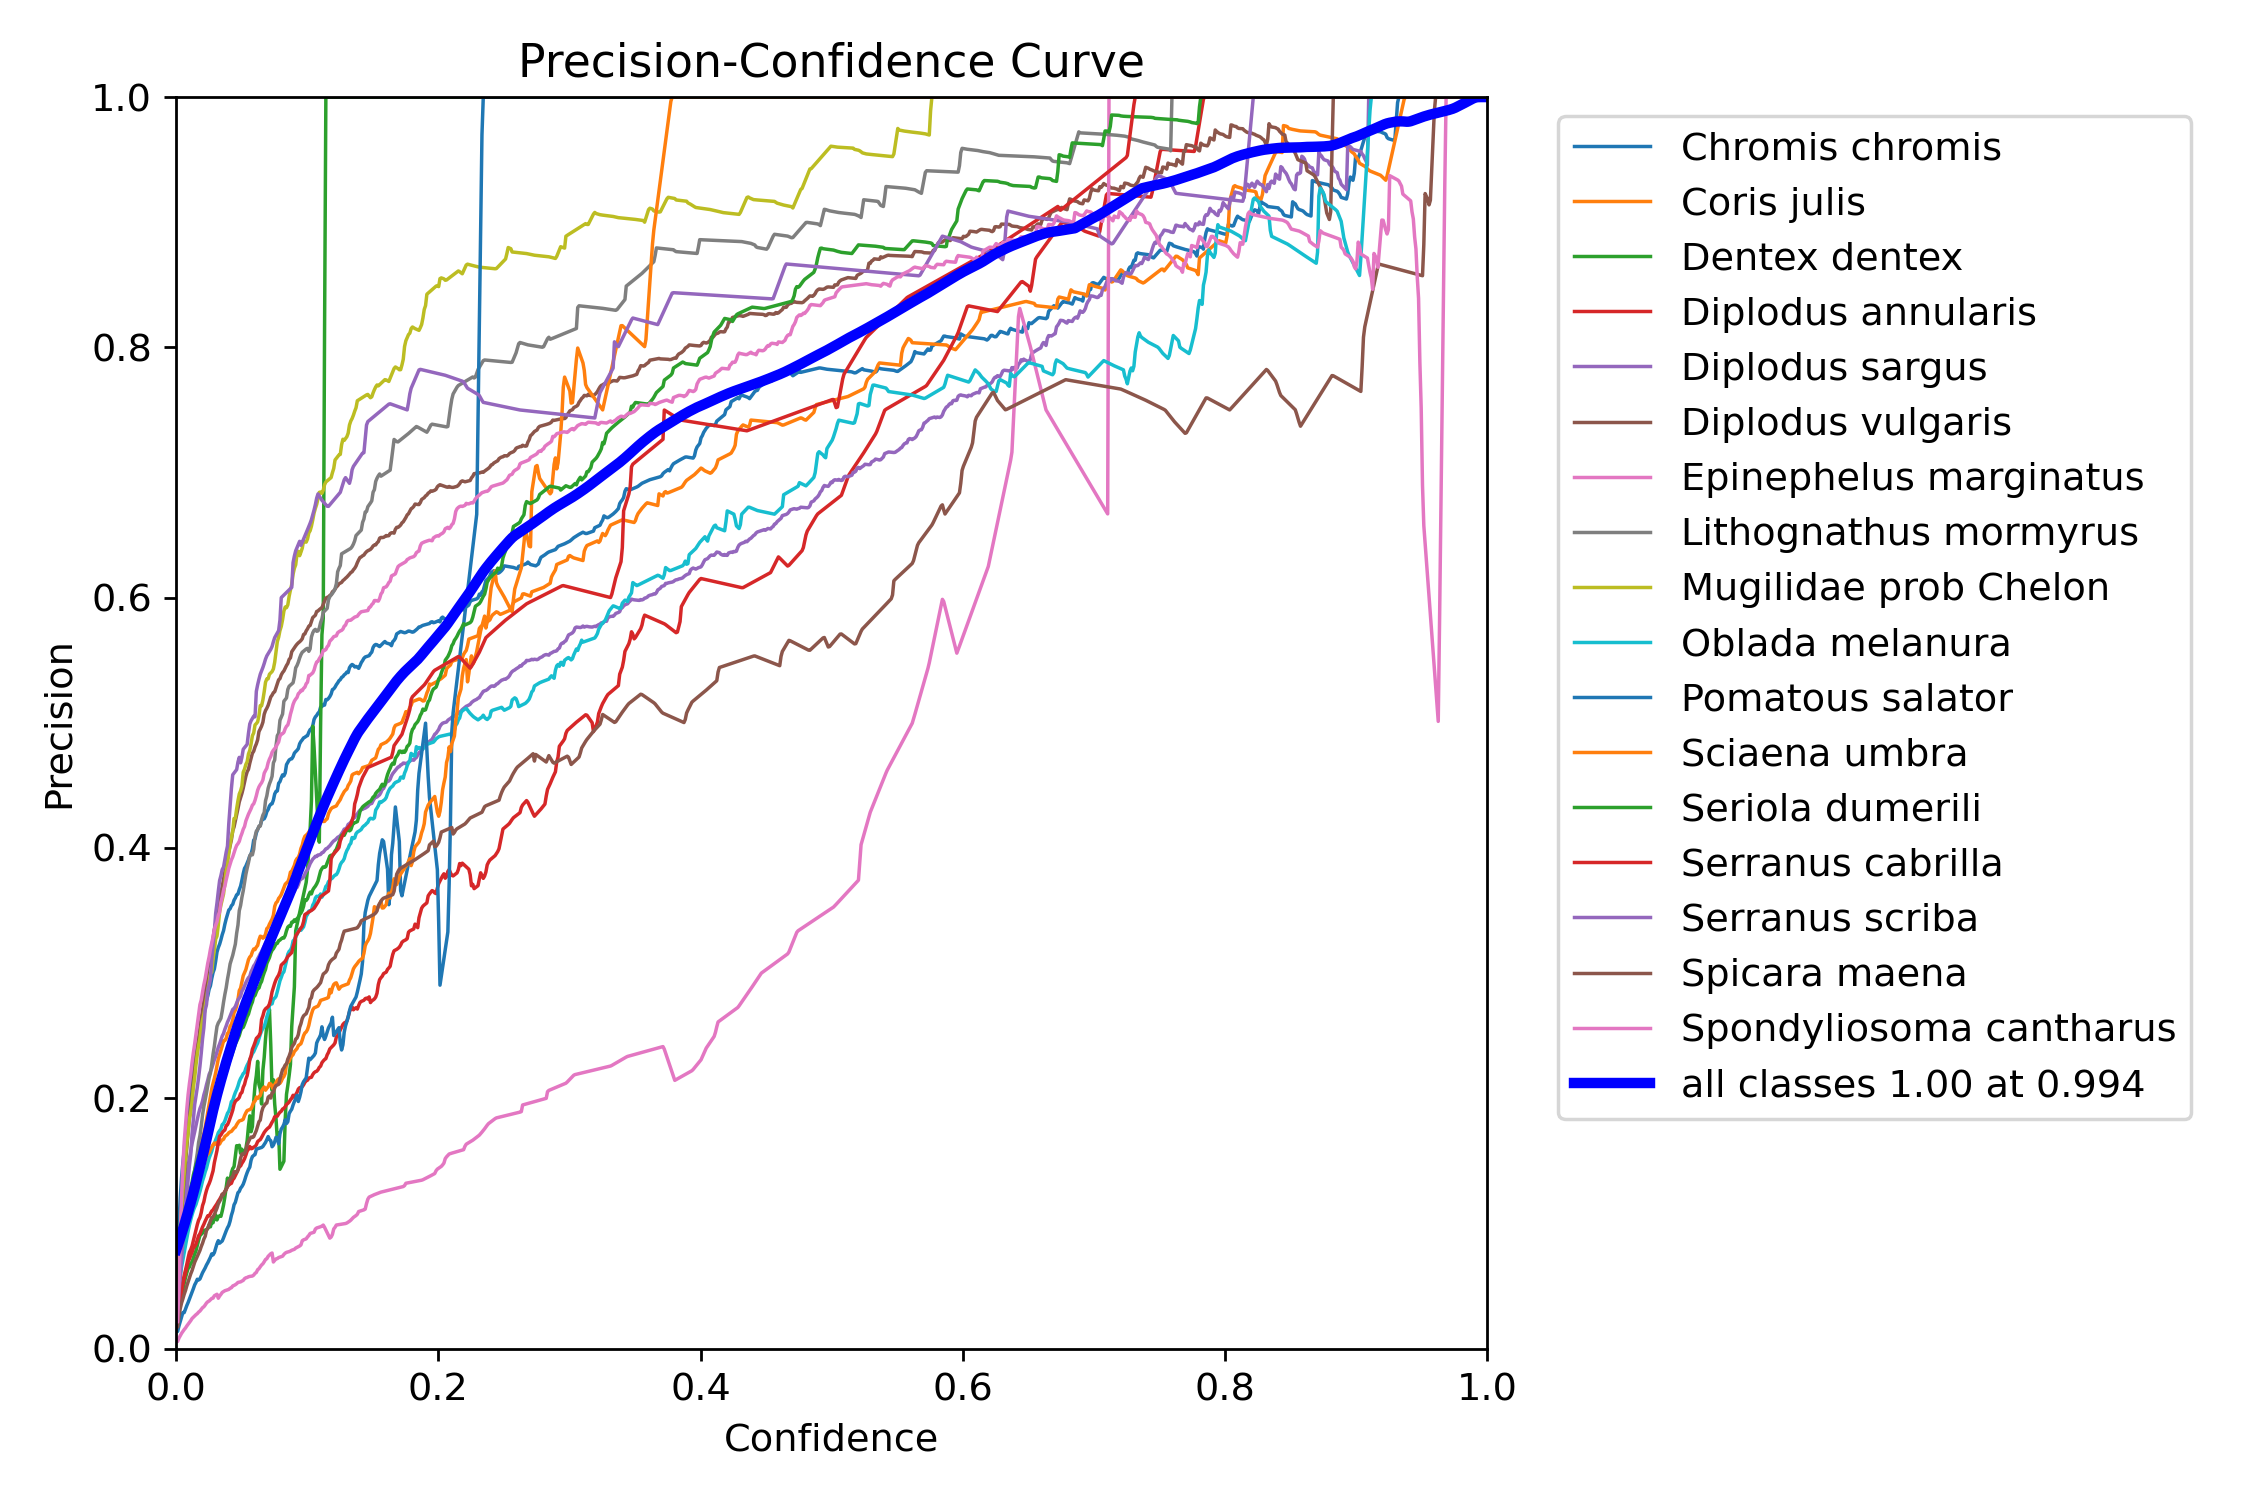 Precision-Confidence Curve
1.0
0.8
0.6
0.4
0.2
0.0
Precision
0.0 0.2 0.4 0.6 0.8 1.0
Confidence
Chromis chromis
Coris julis
Dentex dentex
Diplodus annularis
Diplodus sargus
Diplodus vulgaris
Epinephelus marginatus
Lithognathus mormyrus
Mugilidae prob Chelon
Oblada melanura
Pomatous salator
Sciaena umbra
Seriola dumerili
Serranus cabrilla
Serranus scriba
Spicara maena
Spondyliosoma cantharus
all classes 1.00 at 0.994